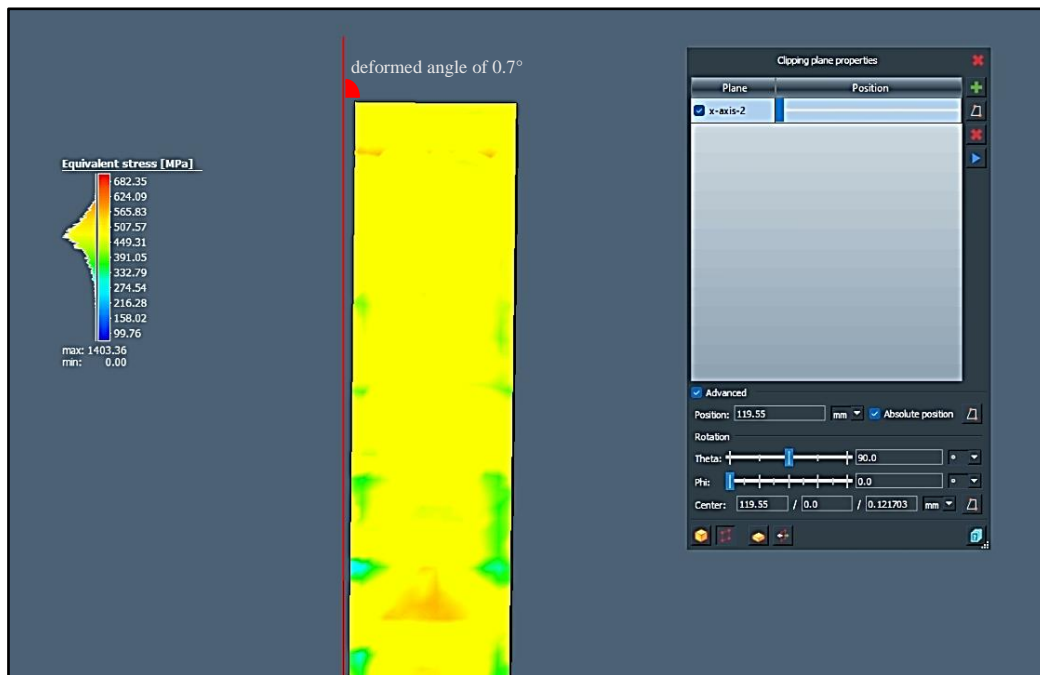 deformed angle of 0.7°
Equivalent stress [MPa]
682.35
624.09
565.83
507.57
449.31
391.05
332.79
274.54
216.28
158.02
99.76
max: 1403.36
min: 0.00
Clipping plane properties
Plane Position
x-axis-2
Advanced
Position: 119.55 mm Absolute position
Rotation
Theta: 90.0 °
Phi: 0.0 °
Center: 119.55 / 0.0 / 0.121703 mm